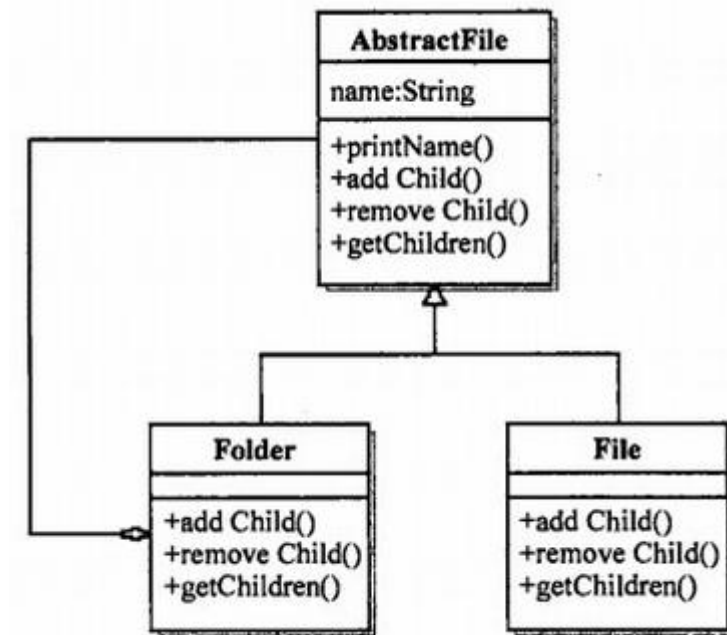 AbstractFile
name:String
+printName()
+add Child()
+remove Child()
+getChildren()
Folder
+add Child()
+remove Child()
+getChildren()
File
+add Child()
+remove Child()
+getChildren()